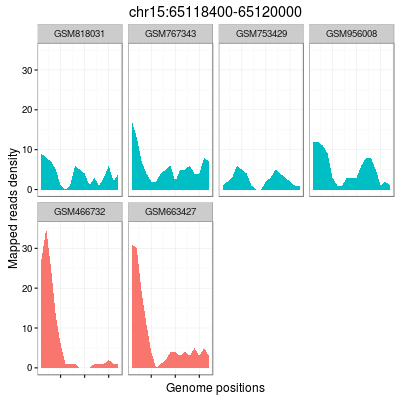 chr15:65118400-65120000
GSM818031 GSM767343 GSM753429 GSM956008
30
20
10
0
GSM466732 GSM663427
30
20
10
0
Mapped reads density
Genome positions